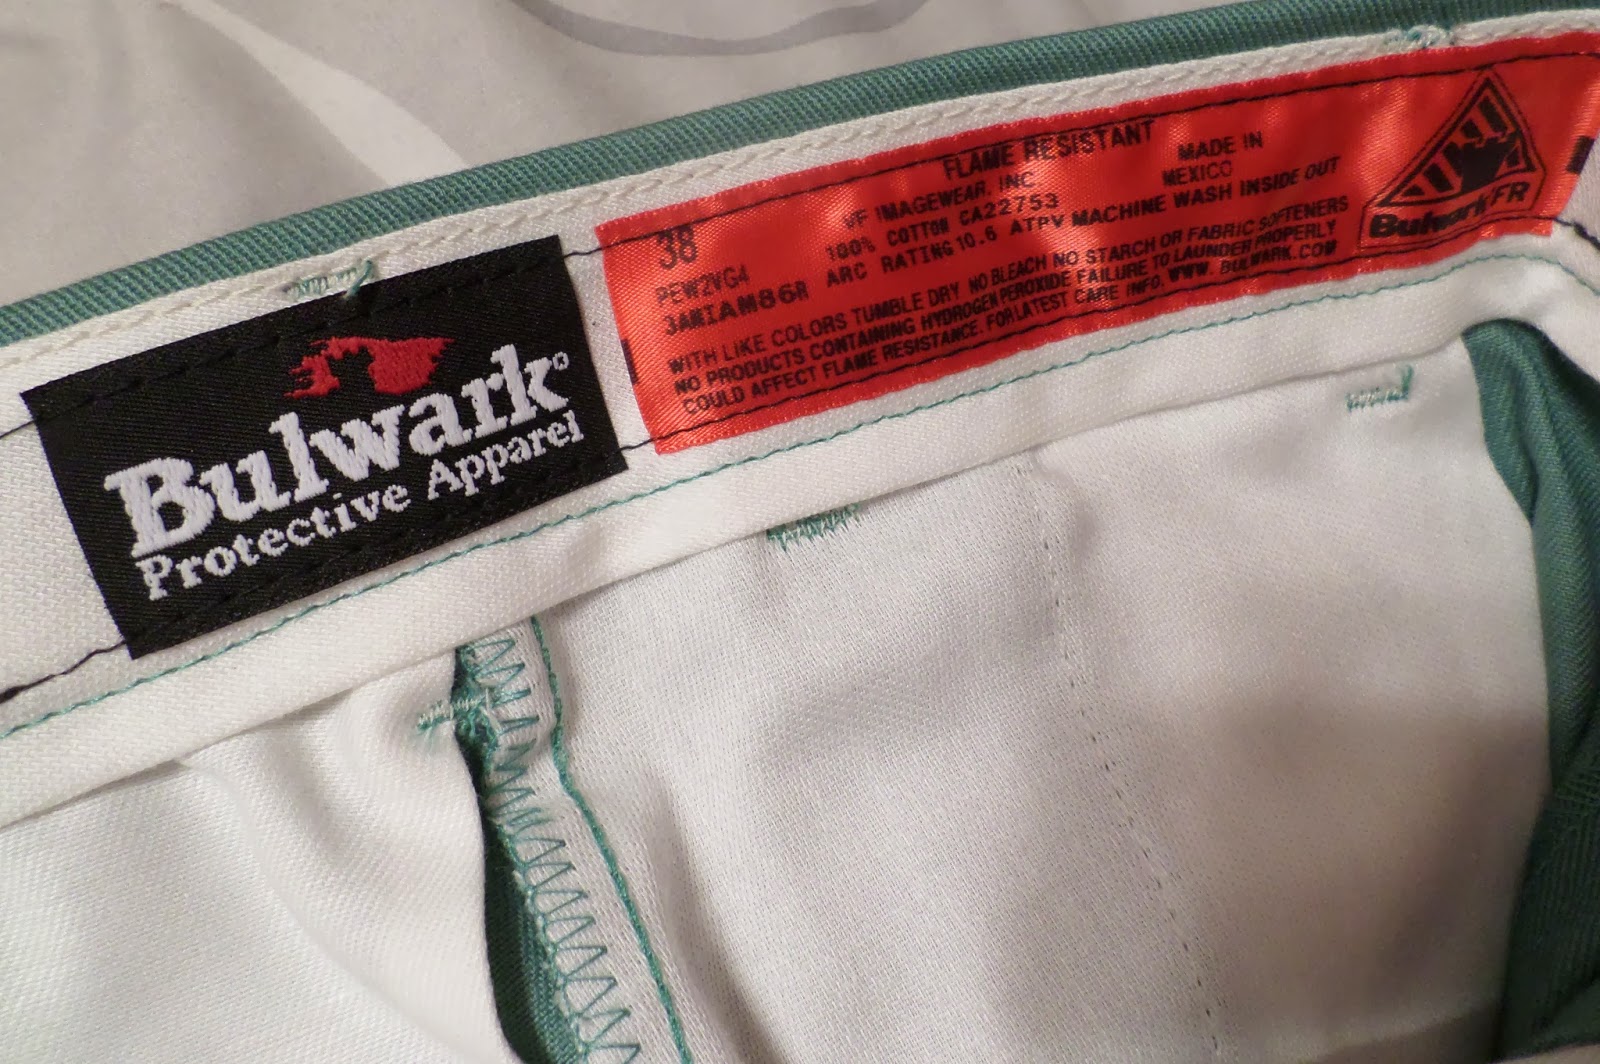 Bulwark®
Protective Apparel
38
PEW2VG4
3AMIAM86R
FLAME RESISTANT
VF IMAGEWEAR, INC
100% COTTON CA22753
ARC RATING 10.6 ATPV MACHINE WASH INSIDE OUT
MADE IN
MEXICO
WITH LIKE COLORS TUMBLE DRY NO BLEACH NO STARCH OR FABRIC SOFTENERS
NO PRODUCTS CONTAINING HYDROGEN PEROXIDE FAILURE TO LAUNDER PROPERLY
COULD AFFECT FLAME RESISTANCE. FOR LATEST CARE INFO. WWW.BULWARK.COM
Bulwark FR